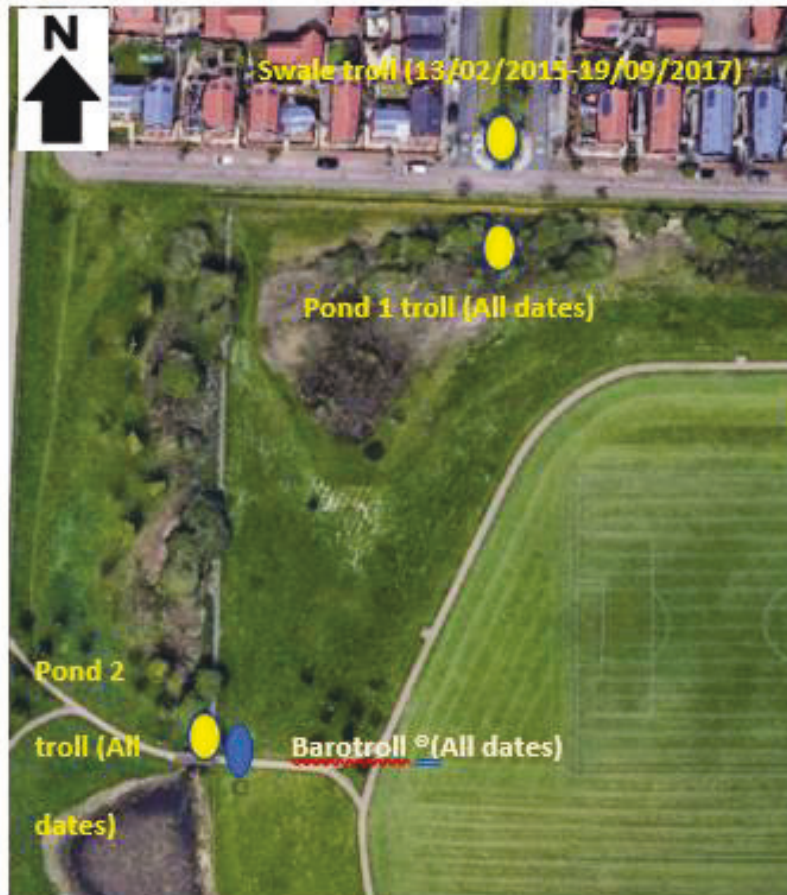 N
Swale troll (13/02/2015-19/09/2017)
Pond 1 troll (All dates)
Pond 2
troll (All
dates)
Barotroll ®(All dates)